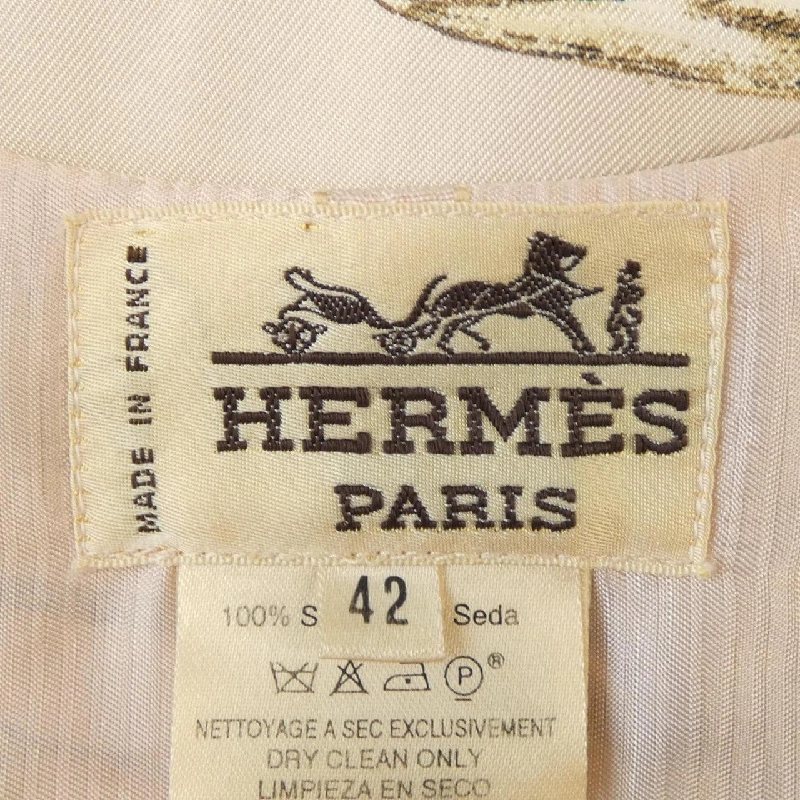 MADE IN FRANCE
HERMÈS
PARIS
42
100% S Seda
P ®
NETTOYAGE A SEC EXCLUSIVEMENT
DRY CLEAN ONLY
LIMPIEZA EN SECO